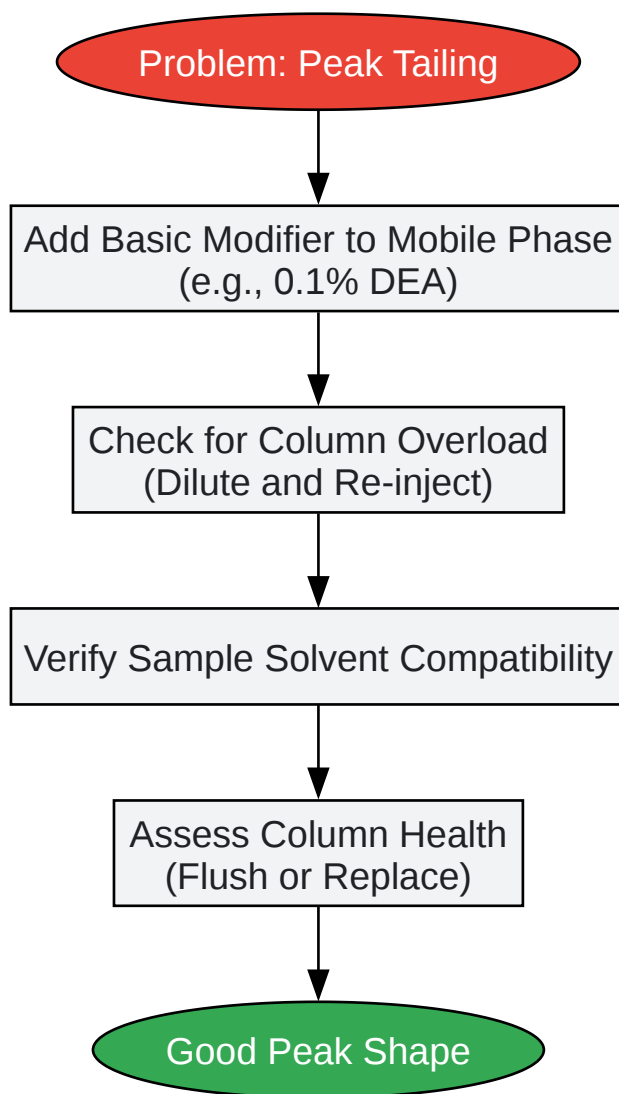 Problem: Peak Tailing
Add Basic Modifier to Mobile Phase
(e.g., 0.1% DEA)
Check for Column Overload
(Dilute and Re-inject)
Verify Sample Solvent Compatibility
Assess Column Health
(Flush or Replace)
Good Peak Shape